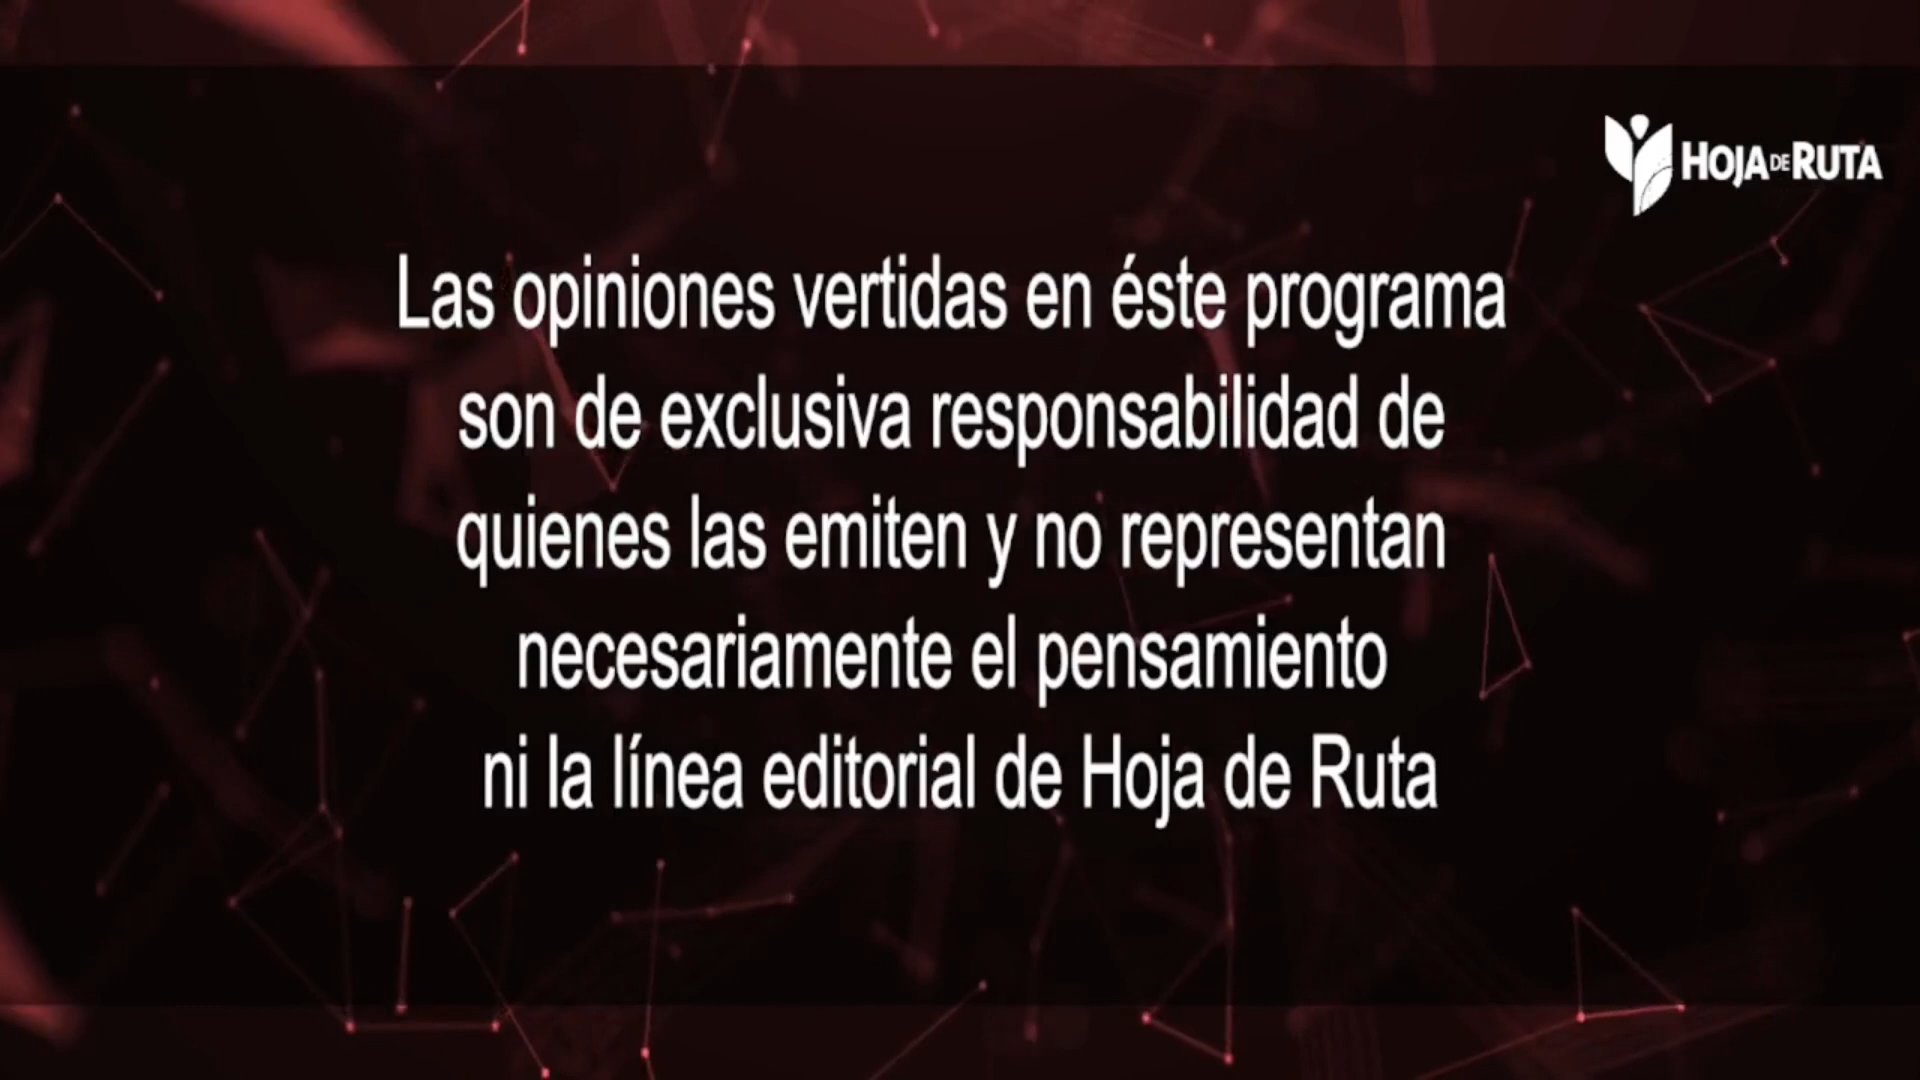 HOJA DE RUTA
Las opiniones vertidas en éste programa
son de exclusiva responsabilidad de
quienes las emiten y no representan
necesariamente el pensamiento
ni la línea editorial de Hoja de Ruta